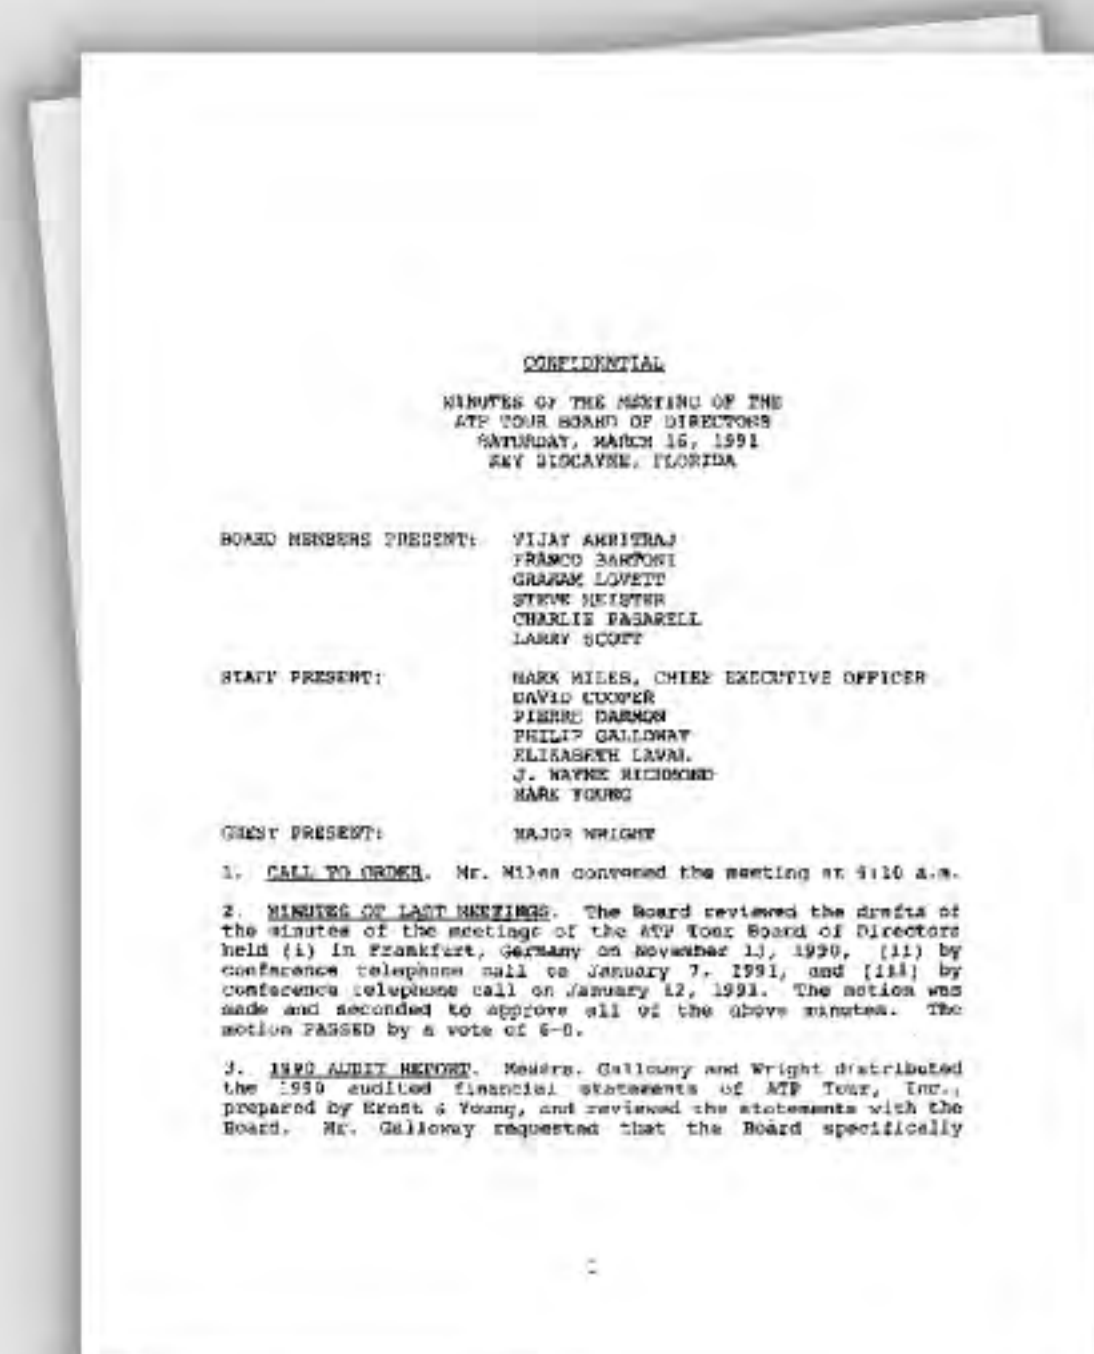 CONFIDENTIAL
MINUTES OF THE MEETING OF THE
ATP TOUR BOARD OF DIRECTORS
SATURDAY, MARCH 16, 1991
KEY BISCAYNE, FLORIDA
BOARD MEMBERS PRESENT: VIJAY AMRITRAJ
FRANCO BARTONI
GRAHAM LOVETT
STEVE MEISTER
CHARLIE PASARELL
LARRY SCOTT
STAFF PRESENT: MARK MILES, CHIEF EXECUTIVE OFFICER
DAVID COOPER
PIERRE DARMON
PHILIP GALLOWAY
ELIZABETH LAVAL
J. WAYNE RICHMOND
MARK YOUNG
GUEST PRESENT: MAJOR WRIGHT
1. CALL TO ORDER. Mr. Miles convened the meeting at a.m.
2. MINUTES OF LAST MEETINGS. The Board reviewed the drafts of
the minutes of the meetings of the ATP Tour Board of Directors
held (i) in Frankfurt, Germany on November 1990, (ii) by
conference telephone call on January 7, 1991, and (iii) by
conference telephone call on January 12, 1991. The motion was
made and seconded to approve all of the above minutes. The
motion PASSED by a vote of 6-0.
3. 1990 AUDIT REPORT. Messrs. Galloway and Wright distributed
the 1990 audited financial statements of ATP Tour, Inc.,
prepared by Ernst & Young, and reviewed the statements with the
Board. Mr. Galloway requested that the Board specifically